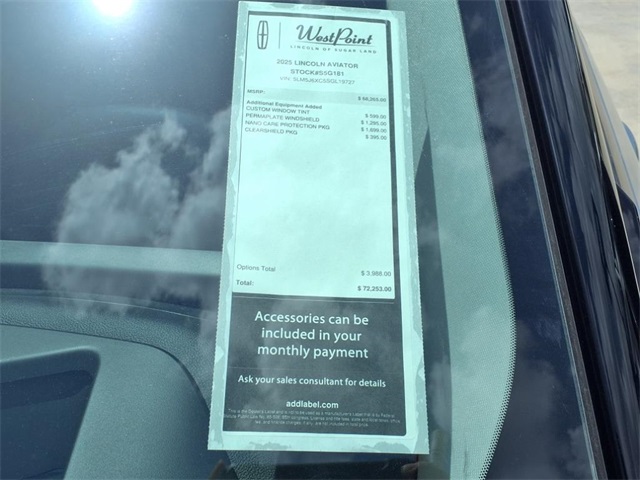 WestPoint
LINCOLN OF SUGAR LAND
2025 LINCOLN AVIATOR
STOCK#SSG181
MSRP: $ 68,265.00
Additional Equipment Added
CUSTOM WINDOW TINT $ 599.00
PERMAPLATE WINDSHIELD $ 1,295.00
NANO CARE PROTECTION PKG $ 1,699.00
CLEARSHIELD PKG $ 395.00
Options Total $ 3,988.00
Total: $ 72,253.00
Accessories can be
included in your
monthly payment
Ask your sales consultant for details
addlabel.com